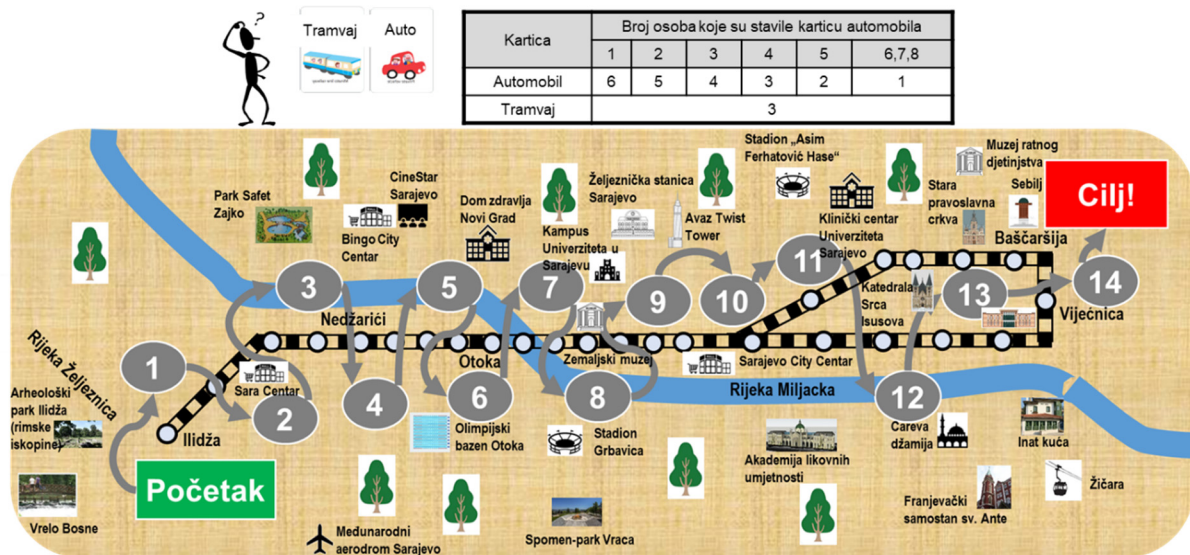 ?
Tramvaj
Auto
Kartica
Broj osoba koje su stavile karticu automobila
1 2 3 4 5 6,7,8
Automobil 6 5 4 3 2 1
Tramvaj 3
Park Safet
Zajko
CineStar
Sarajevo
Bingo City
Centar
Dom zdravlja
Novi Grad
Kampus
Univerziteta u
Sarajevu
Željeznička stanica
Sarajevo
Avaz Twist
Tower
Stadion „Asim
Ferhatović Hase“
Klinički centar
Univerziteta
Sarajevo
Muzej ratnog
djetinjstva
Stara
pravoslavna
crkva
Sebilj
Baščaršija
Cilj!
3
5
7
9
10
11
13
14
Katedrala
Srca
Isusova
Vijećnica
Nedžarići
Otoka
Zemaljski muzej
Sarajevo City Centar
Rijeka Željeznica
1
Sara Centar
2
4
6
8
12
Rijeka Miljacka
Arheološki
park Ilidža
(rimske
iskopine)
Ilidža
Olimpijski
bazen Otoka
Stadion
Grbavica
Akademija likovnih
umjetnosti
Careva
džamija
Inat kuća
Početak
Vrelo Bosne
Međunarodni
aerodrom Sarajevo
Spomen-park Vraca
Franjevački
samostan sv. Ante
Žičara